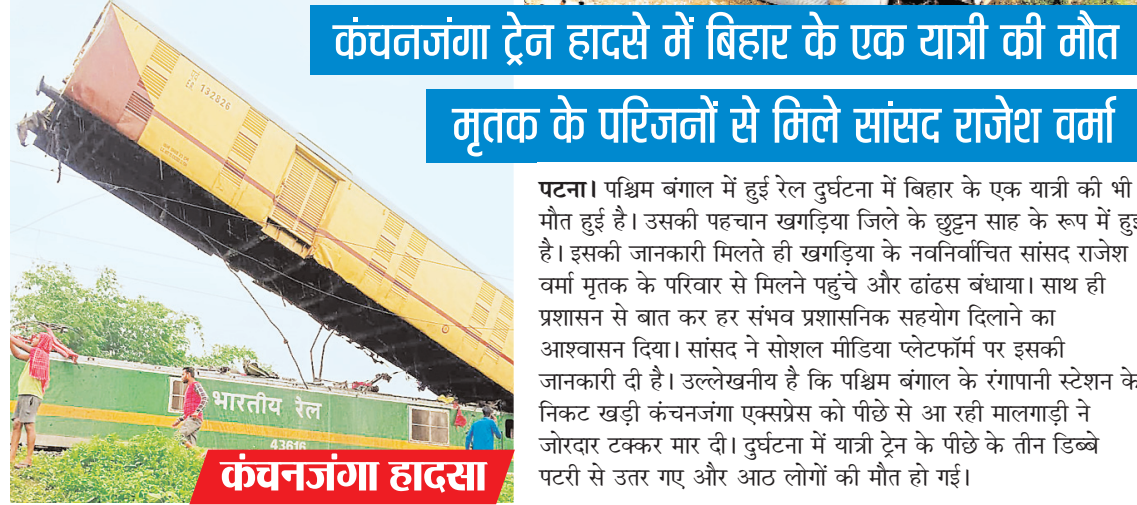 कंचनजंगा ट्रेन हादसे में बिहार के एक यात्री की मौत
मृतक के परिजनों से मिले सांसद राजेश वर्मा
पटना। पश्चिम बंगाल में हुई रेल दुर्घटना में बिहार के एक यात्री की भी
मौत हुई है। उसकी पहचान खगड़िया जिले के छुट्टन साह के रूप में हुई
है। इसकी जानकारी मिलते ही खगड़िया के नवनिर्वाचित सांसद राजेश
वर्मा मृतक के परिवार से मिलने पहुंचे और ढांढस बंधाया। साथ ही
प्रशासन से बात कर हर संभव प्रशासनिक सहयोग दिलाने का
आश्वासन दिया। सांसद ने सोशल मीडिया प्लेटफॉर्म पर इसकी
जानकारी दी है। उल्लेखनीय है कि पश्चिम बंगाल के रंगापानी स्टेशन के
निकट खड़ी कंचनजंगा एक्सप्रेस को पीछे से आ रही मालगाड़ी ने
जोरदार टक्कर मार दी। दुर्घटना में यात्री ट्रेन के पीछे के तीन डिब्बे
पटरी से उतर गए और आठ लोगों की मौत हो गई।
ER 132826
भारतीय रेल
43616
कंचनजंगा हादसा